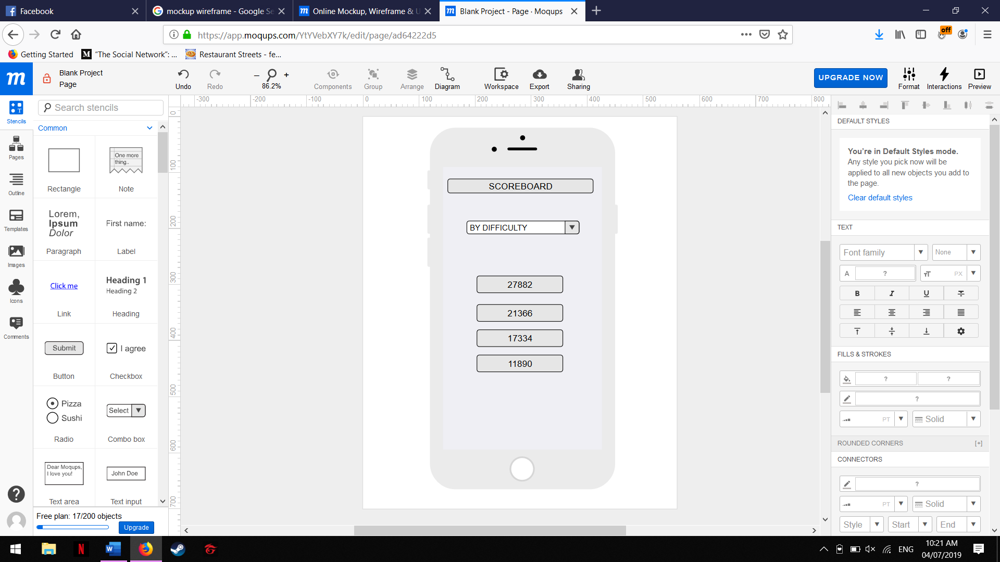 Facebook
mockup wireframe - Google Se
Online Mockup, Wireframe & U
Blank Project - Page · Moqups
https://app.moqups.com/YtYVebXY7k/edit/page/ad64222d5
off
Getting Started
"The Social Network": ...
Restaurant Streets - fe...
m
Blank Project
Page
Undo
Redo
– +
86.2%
Components
Group
Arrange
Diagram
Workspace
Export
Sharing
UPGRADE NOW
Format
Interactions
Preview
-300 -200 -100 0 100 200 300 400 500 600 700 800
0
100
200
300
400
500
600
700
Stencils
Pages
Outline
Templates
Images
Icons
Comments
Search stencils
Common
Rectangle
One more
thing..
Note
Lorem,
Ipsum
Dolor
Paragraph
First name:
Label
Click me
Link
Heading 1
Heading 2
Heading
Submit
Button
I agree
Checkbox
Pizza
Sushi
Radio
Select
Combo box
Dear Moqups,
I love you!
Text area
John Doe
Text input
Free plan: 17/200 objects
Upgrade
SCOREBOARD
BY DIFFICULTY
27882
21366
17334
11890
DEFAULT STYLES
You're in Default Styles mode.
Any style you pick now will be
applied to all new objects you add to
the page.
Clear default styles
TEXT
Font family
None
A ?
TT PX
B I U T
FILLS & STROKES
? ?
?
PT
Solid
ROUNDED CORNERS [+]
CONNECTORS
?
PT
Solid
Style
Start
End
ENG
10:21 AM
04/07/2019